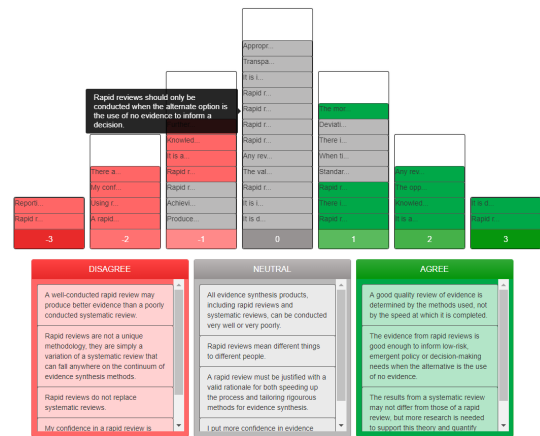 Reporti...
Rapid r...
-3
There a...
My conf...
Using r...
A rapid...
-2
Rapid reviews should only be
conducted when the alternate option is
the use of no evidence to inform a
decision.
Knowled...
It is a...
Rapid r...
Rapid r...
Achievi...
Produce...
-1
Appropr...
Transpa...
It is i...
Rapid r...
Rapid r...
Rapid r...
Rapid r...
Any rev...
The val...
Rapid r...
It is i...
It is d...
0
The mor...
Deviati...
There i...
When ti...
Standar...
Rapid r...
There i...
Rapid r...
1
Any rev...
The opp...
Knowled...
It is a...
2
It is d...
Rapid r...
3
DISAGREE
A well-conducted rapid review may
produce better evidence than a poorly
conducted systematic review.
Rapid reviews are not a unique
methodology, they are simply a
variation of a systematic review that
can fall anywhere on the continuum of
evidence synthesis methods.
Rapid reviews do not replace
systematic reviews.
My confidence in a rapid review is
NEUTRAL
All evidence synthesis products,
including rapid reviews and
systematic reviews, can be conducted
very well or very poorly.
Rapid reviews mean different things
to different people.
A rapid review must be justified with a
valid rationale for both speeding up
the process and tailoring rigourous
methods for evidence synthesis.
I put more confidence in evidence
AGREE
A good quality review of evidence is
determined by the methods used, not
by the speed at which it is completed.
The evidence from rapid reviews is
good enough to inform low-risk,
emergent policy or decision-making
needs when the alternative is the use
of no evidence.
The results from a systematic review
may not differ from those of a rapid
review, but more research is needed
to support this theory and quantify